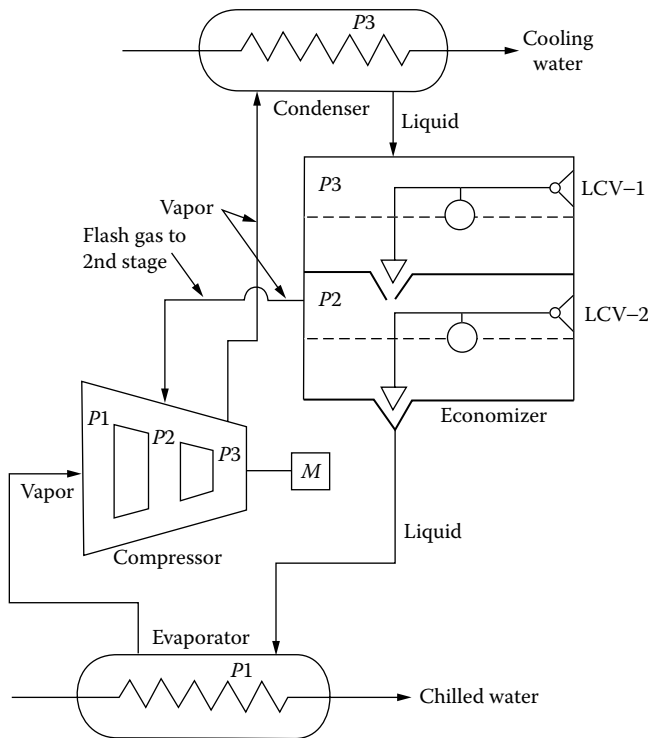 P3
Cooling
water
Condenser
Liquid
P3
LCV–1
Vapor
Flash gas to
2nd stage
P2
LCV–2
Economizer
P1
P2
P3
M
Vapor
Compressor
Liquid
Evaporator
P1
Chilled water